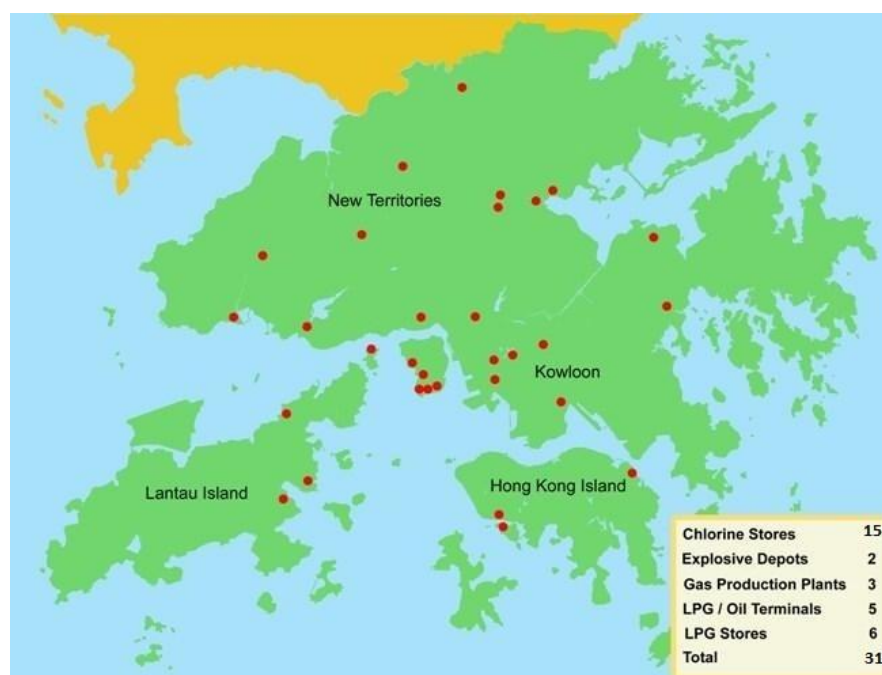 New Territories
Kowloon
Lantau Island
Hong Kong Island
Chlorine Stores 15
Explosive Depots 2
Gas Production Plants 3
LPG / Oil Terminals 5
LPG Stores 6
Total 31